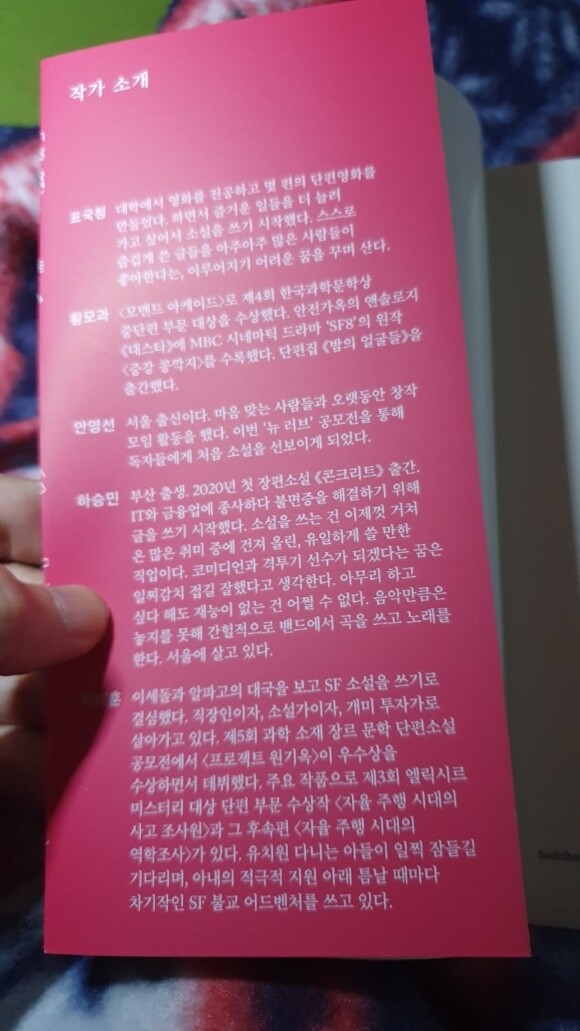 작가 소개
표국청 대학에서 영화를 전공하고 몇 편의 단편영화를
만들었다. 하면서 즐거운 일들을 더 늘려
가고 싶어서 소설을 쓰기 시작했다. 스스로
즐겁게 쓴 글들을 아주아주 많은 사람들이
좋아한다는, 이루어지기 어려운 꿈을 꾸며 산다.
황모과 〈모멘트 아케이드〉로 제4회 한국과학문학상
중단편 부문 대상을 수상했다. 안전가옥의 앤솔로지
《대스타》에 MBC 시네마틱 드라마 'SF8'의 원작
〈증강 콩깍지〉를 수록했다. 단편집 《밤의 얼굴들》을
출간했다.
안영선 서울 출신이다. 마음 맞는 사람들과 오랫동안 창작
모임 활동을 했다. 이번 '뉴 러브' 공모전을 통해
독자들에게 처음 소설을 선보이게 되었다.
하승민 부산 출생. 2020년 첫 장편소설 《콘크리트》 출간.
IT와 금융업에 종사하다 불면증을 해결하기 위해
글을 쓰기 시작했다. 소설을 쓰는 건 이제껏 거쳐
온 많은 취미 중에 건져 올린, 유일하게 쓸 만한
직업이다. 코미디언과 격투기 선수가 되겠다는 꿈은
일찌감치 접길 잘했다고 생각한다. 아무리 하고
싶다 해도 재능이 없는 건 어쩔 수 없다. 음악만큼은
놓지를 못해 간헐적으로 밴드에서 곡을 쓰고 노래를
한다. 서울에 살고 있다.
이세돌과 알파고의 대국을 보고 SF 소설을 쓰기로
결심했다. 직장인이자, 소설가이자, 개미 투자가로
살아가고 있다. 제5회 과학 소재 장르 문학 단편소설
공모전에서 〈프로젝트 원기옥〉이 우수상을
수상하면서 데뷔했다. 주요 작품으로 제3회 엘릭시르
미스터리 대상 단편 부문 수상작 〈자율 주행 시대의
사고 조사원〉과 그 후속편 〈자율 주행 시대의
역학조사〉가 있다. 유치원 다니는 아들이 일찍 잠들길
기다리며, 아내의 적극적 지원 아래 틈날 때마다
차기작인 SF 불교 어드벤처를 쓰고 있다.